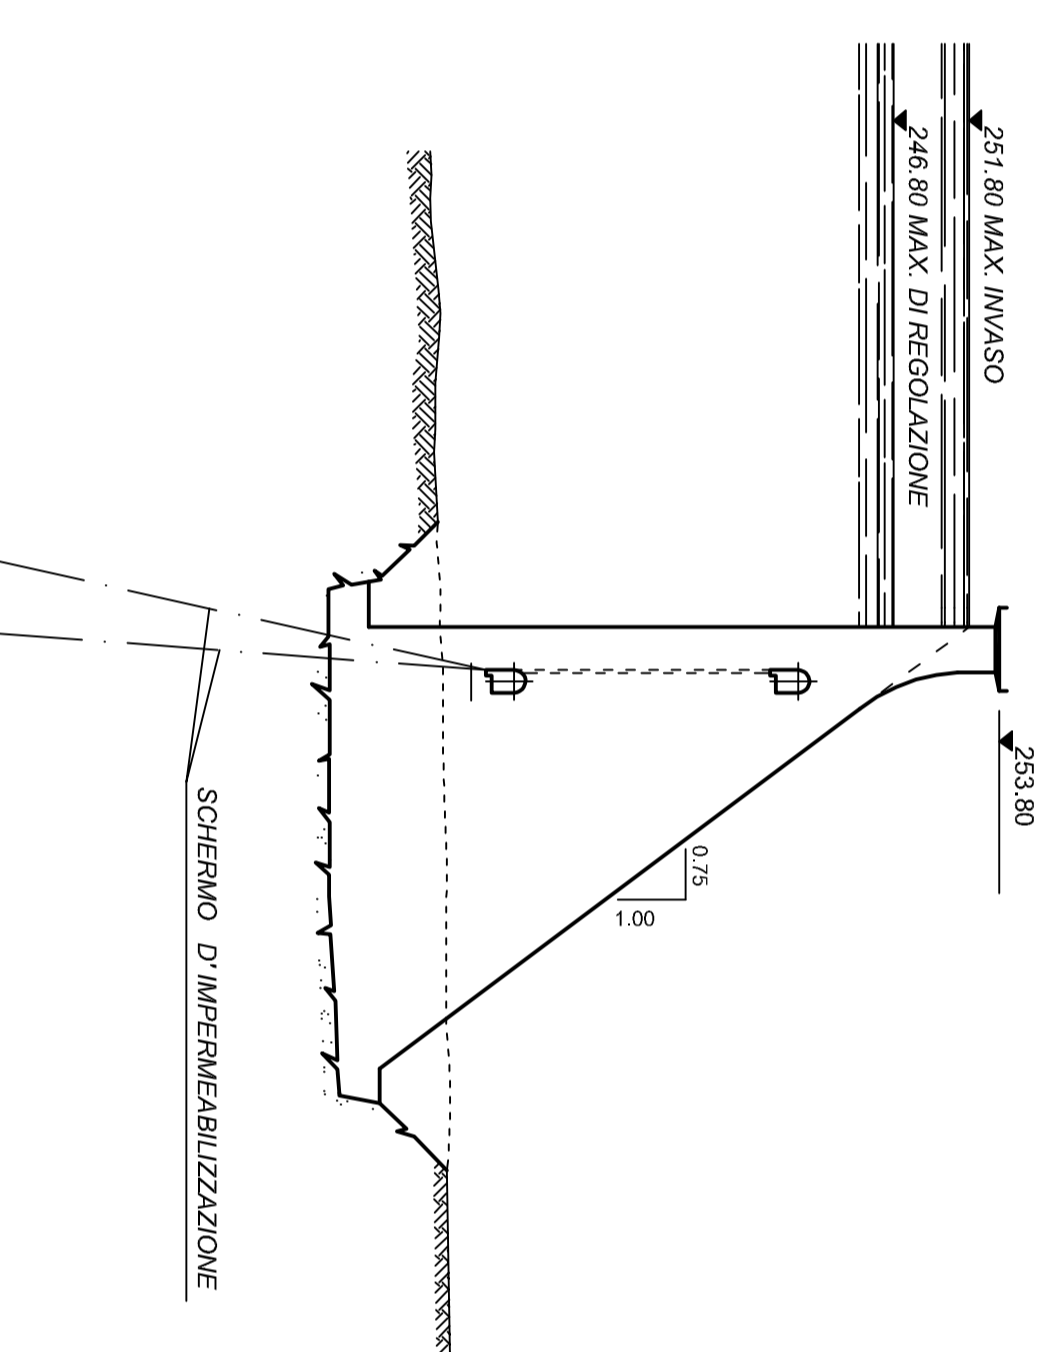 251.80 MAX. INVASO
246.80 MAX. DI REGOLAZIONE
253.80
0.75
1.00
SCHERMO D'IMPERMEABILIZZAZIONE